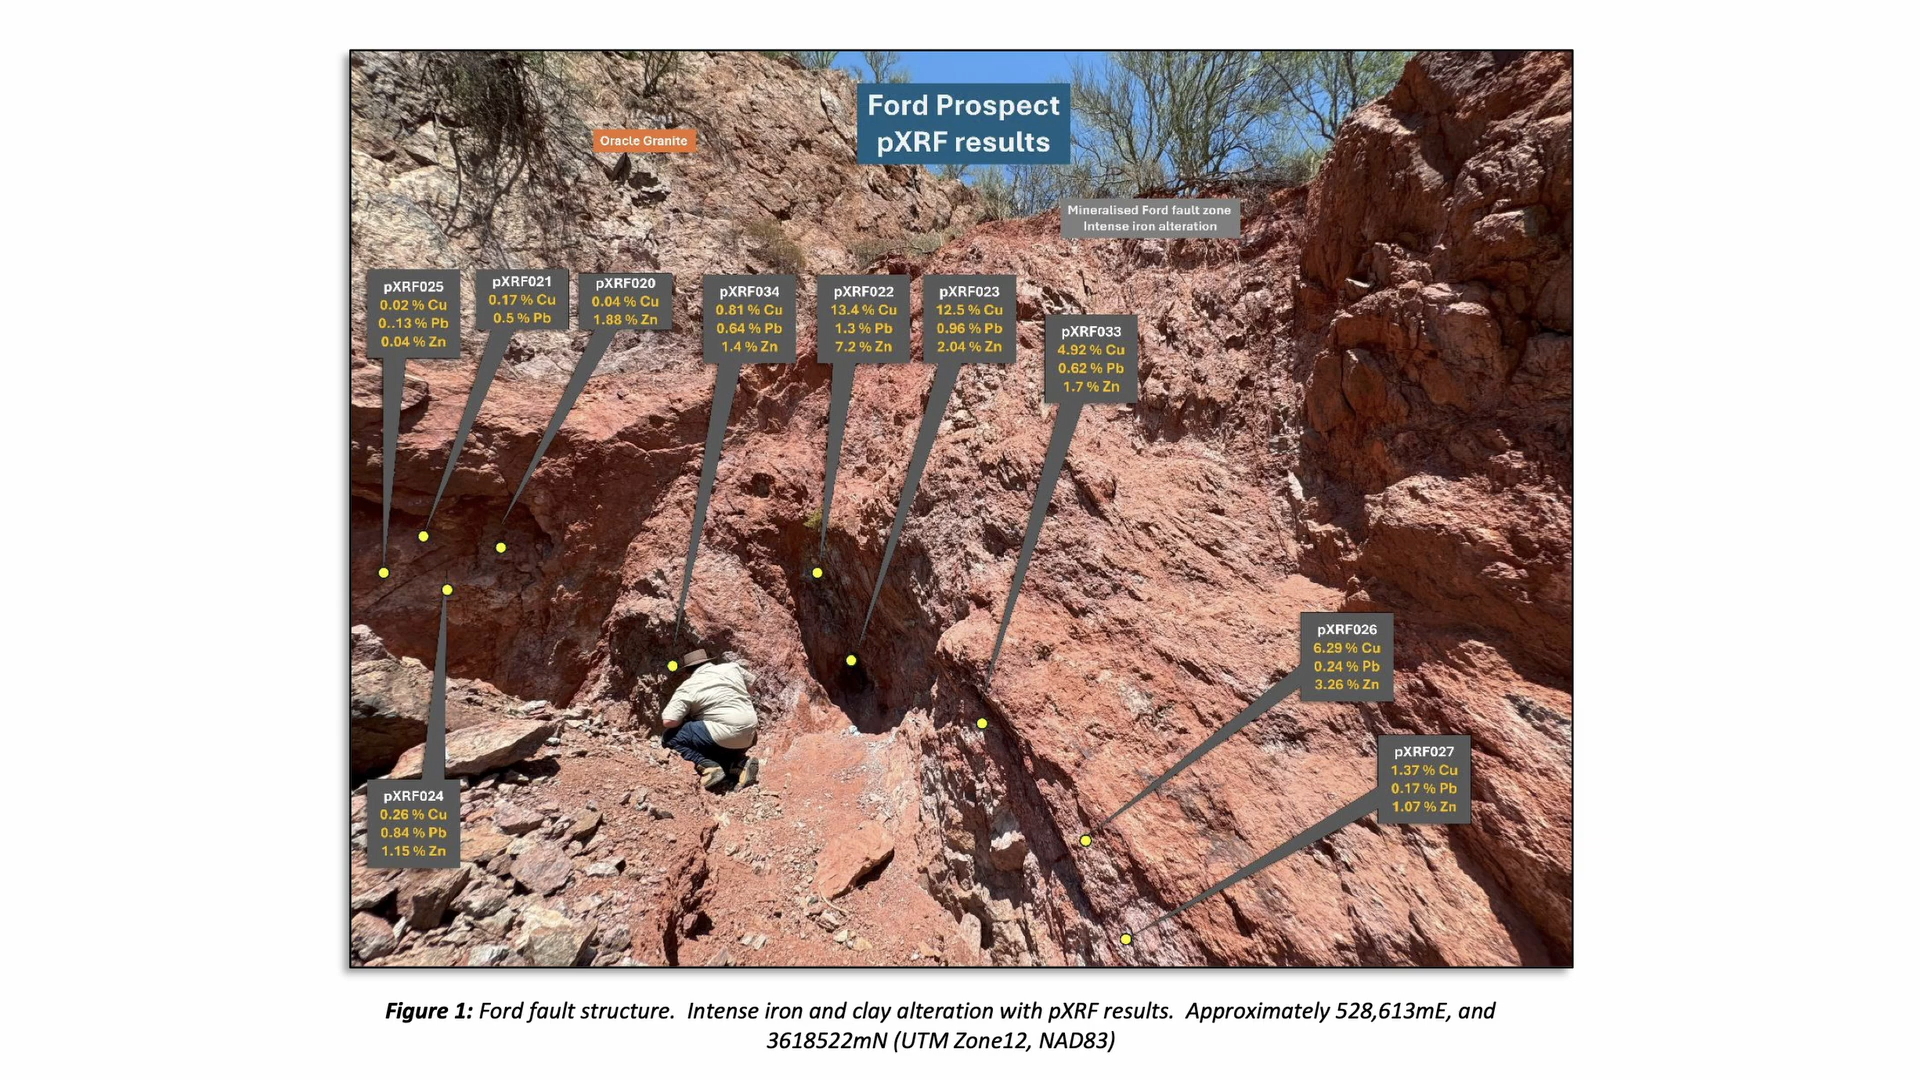 Ford Prospect
pXRF results
Oracle Granite
Mineralised Ford fault zone
Intense iron alteration
pXRF025
0.02 % Cu
0..13 % Pb
0.04 % Zn
pXRF021
0.17 % Cu
0.5 % Pb
pXRF020
0.04 % Cu
1.88 % Zn
pXRF034
0.81 % Cu
0.64 % Pb
1.4 % Zn
pXRF022
13.4 % Cu
1.3 % Pb
7.2 % Zn
pXRF023
12.5 % Cu
0.96 % Pb
2.04 % Zn
pXRF033
4.92 % Cu
0.62 % Pb
1.7 % Zn
pXRF026
6.29 % Cu
0.24 % Pb
3.26 % Zn
pXRF027
1.37 % Cu
0.17 % Pb
1.07 % Zn
pXRF024
0.26 % Cu
0.84 % Pb
1.15 % Zn
Figure 1: Ford fault structure. Intense iron and clay alteration with pXRF results. Approximately 528,613mE, and
3618522mN (UTM Zone12, NAD83)